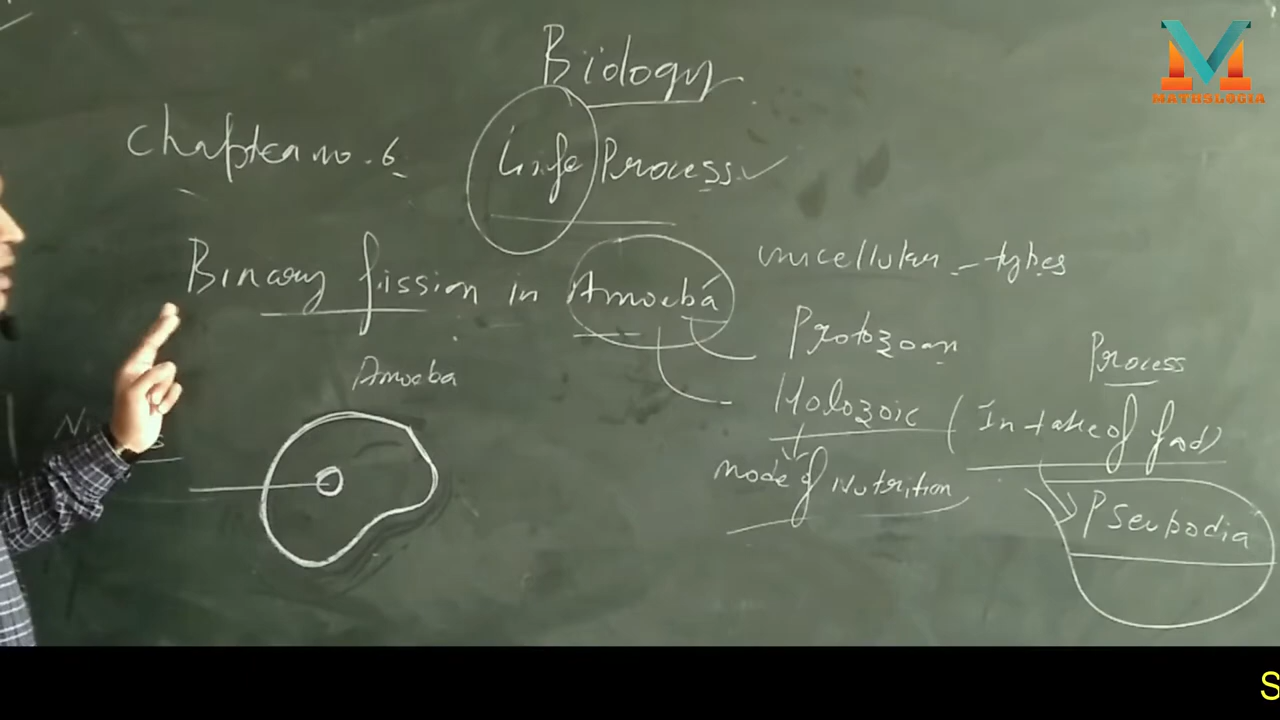 Biology
Chapter no. 6
Life Process
Binary fission in Amoeba
unicellular - types
Protozoan
Process
Amoeba
Holozoic (Intake of food)
mode of Nutrition
Pseupodia
MATHSLOGIA
S